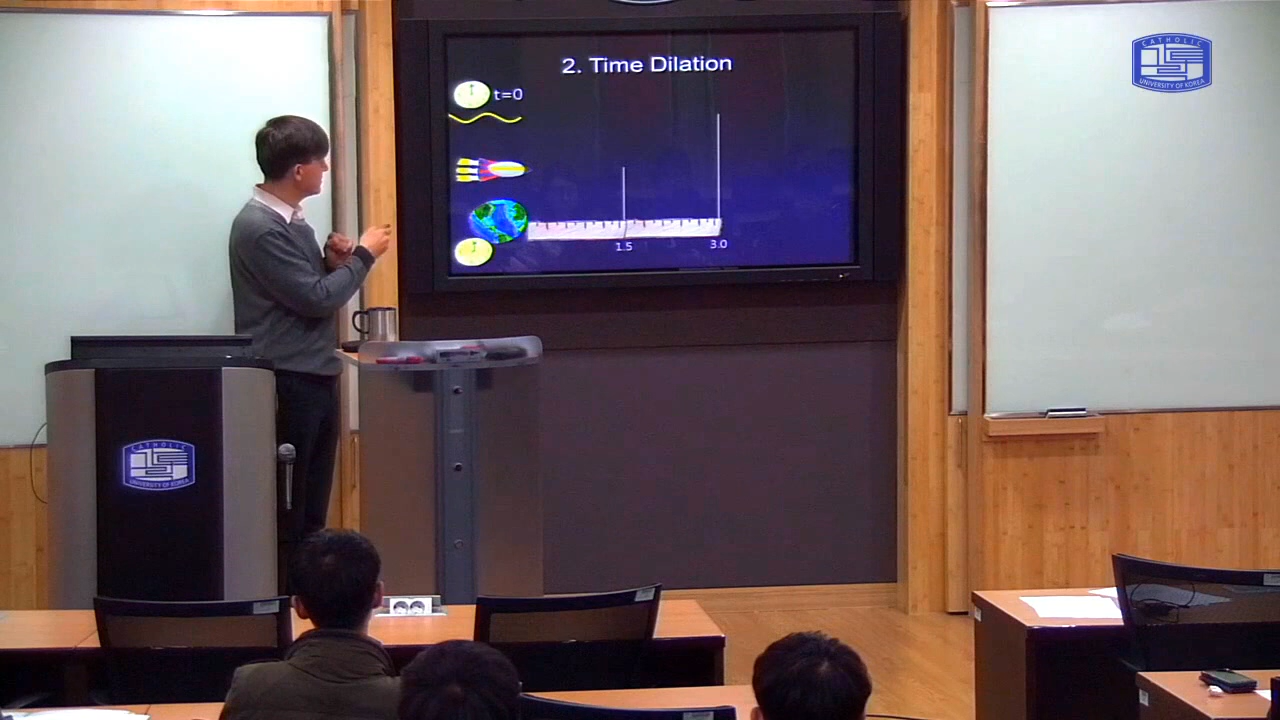 2. Time Dilation
t=0
1.5
3.0
CATHOLIC
UNIVERSITY OF KOREA
CATHOLIC
UNIVERSITY OF KOREA